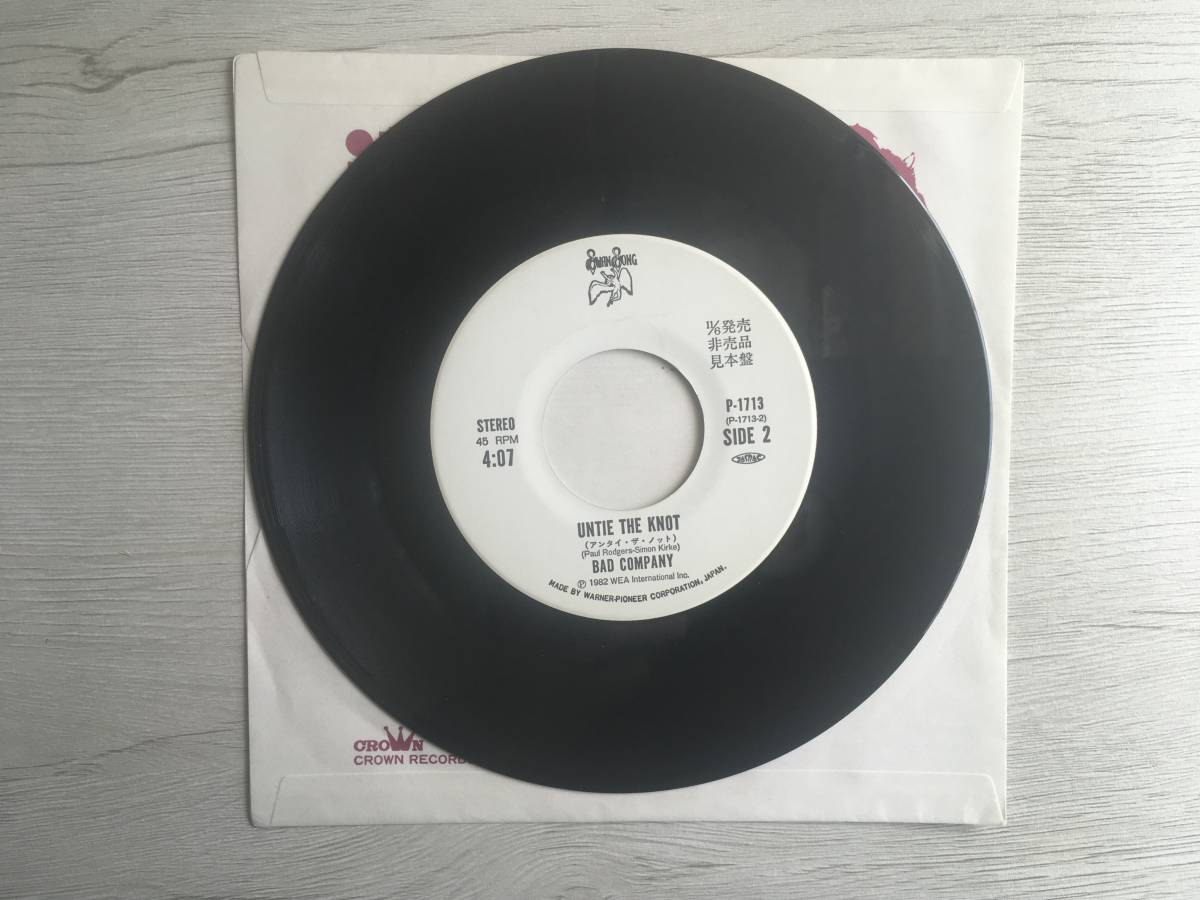 SWAN SONG
11/6発売
非売品
見本盤
STEREO
45 RPM
4:07
P-1713
(P-1713-2)
SIDE 2
UNTIE THE KNOT
(アンタイ・ザ・ノット)
(Paul Rodgers-Simon Kirke)
BAD COMPANY
Ⓟ 1982 WEA International Inc.
MADE BY WARNER-PIONEER CORPORATION, JAPAN.
CROWN
CROWN RECORD